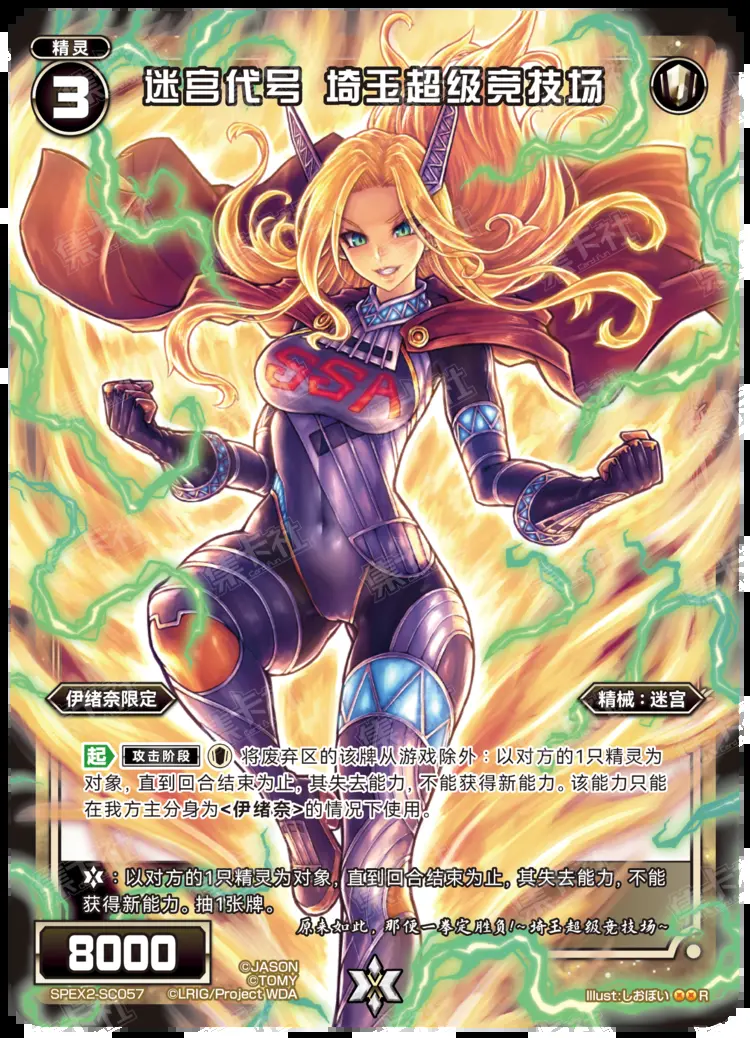 精灵
3
迷宫代号 埼玉超级竞技场
SSA
伊绪奈限定
精械：迷宫
起 攻击阶段 将废弃区的该牌从游戏除外：以对方的1只精灵为
对象，直到回合结束为止，其失去能力，不能获得新能力。该能力只能
在我方主分身为<伊绪奈>的情况下使用。
：以对方的1只精灵为对象，直到回合结束为止，其失去能力，不能
获得新能力。抽1张牌。
原来如此，那便一拳定胜负!~埼玉超级竞技场~
8000
©JASON
©TOMY
SPEX2-SC057 ©LRIG/Project WDA
Illust:しおぼい R
集卡社